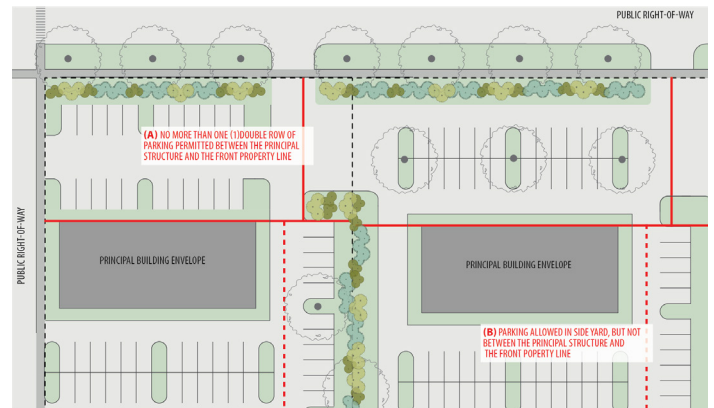 PUBLIC RIGHT-OF-WAY
(A) NO MORE THAN ONE (1)DOUBLE ROW OF
PARKING PERMITTED BETWEEN THE PRINCIPAL
STRUCTURE AND THE FRONT PROPERTY LINE
PUBLIC RIGHT-OF-WAY
PRINCIPAL BUILDING ENVELOPE
PRINCIPAL BUILDING ENVELOPE
(B) PARKING ALLOWED IN SIDE YARD, BUT NOT
BETWEEN THE PRINCIPAL STRUCTURE AND
THE FRONT POPERTY LINE